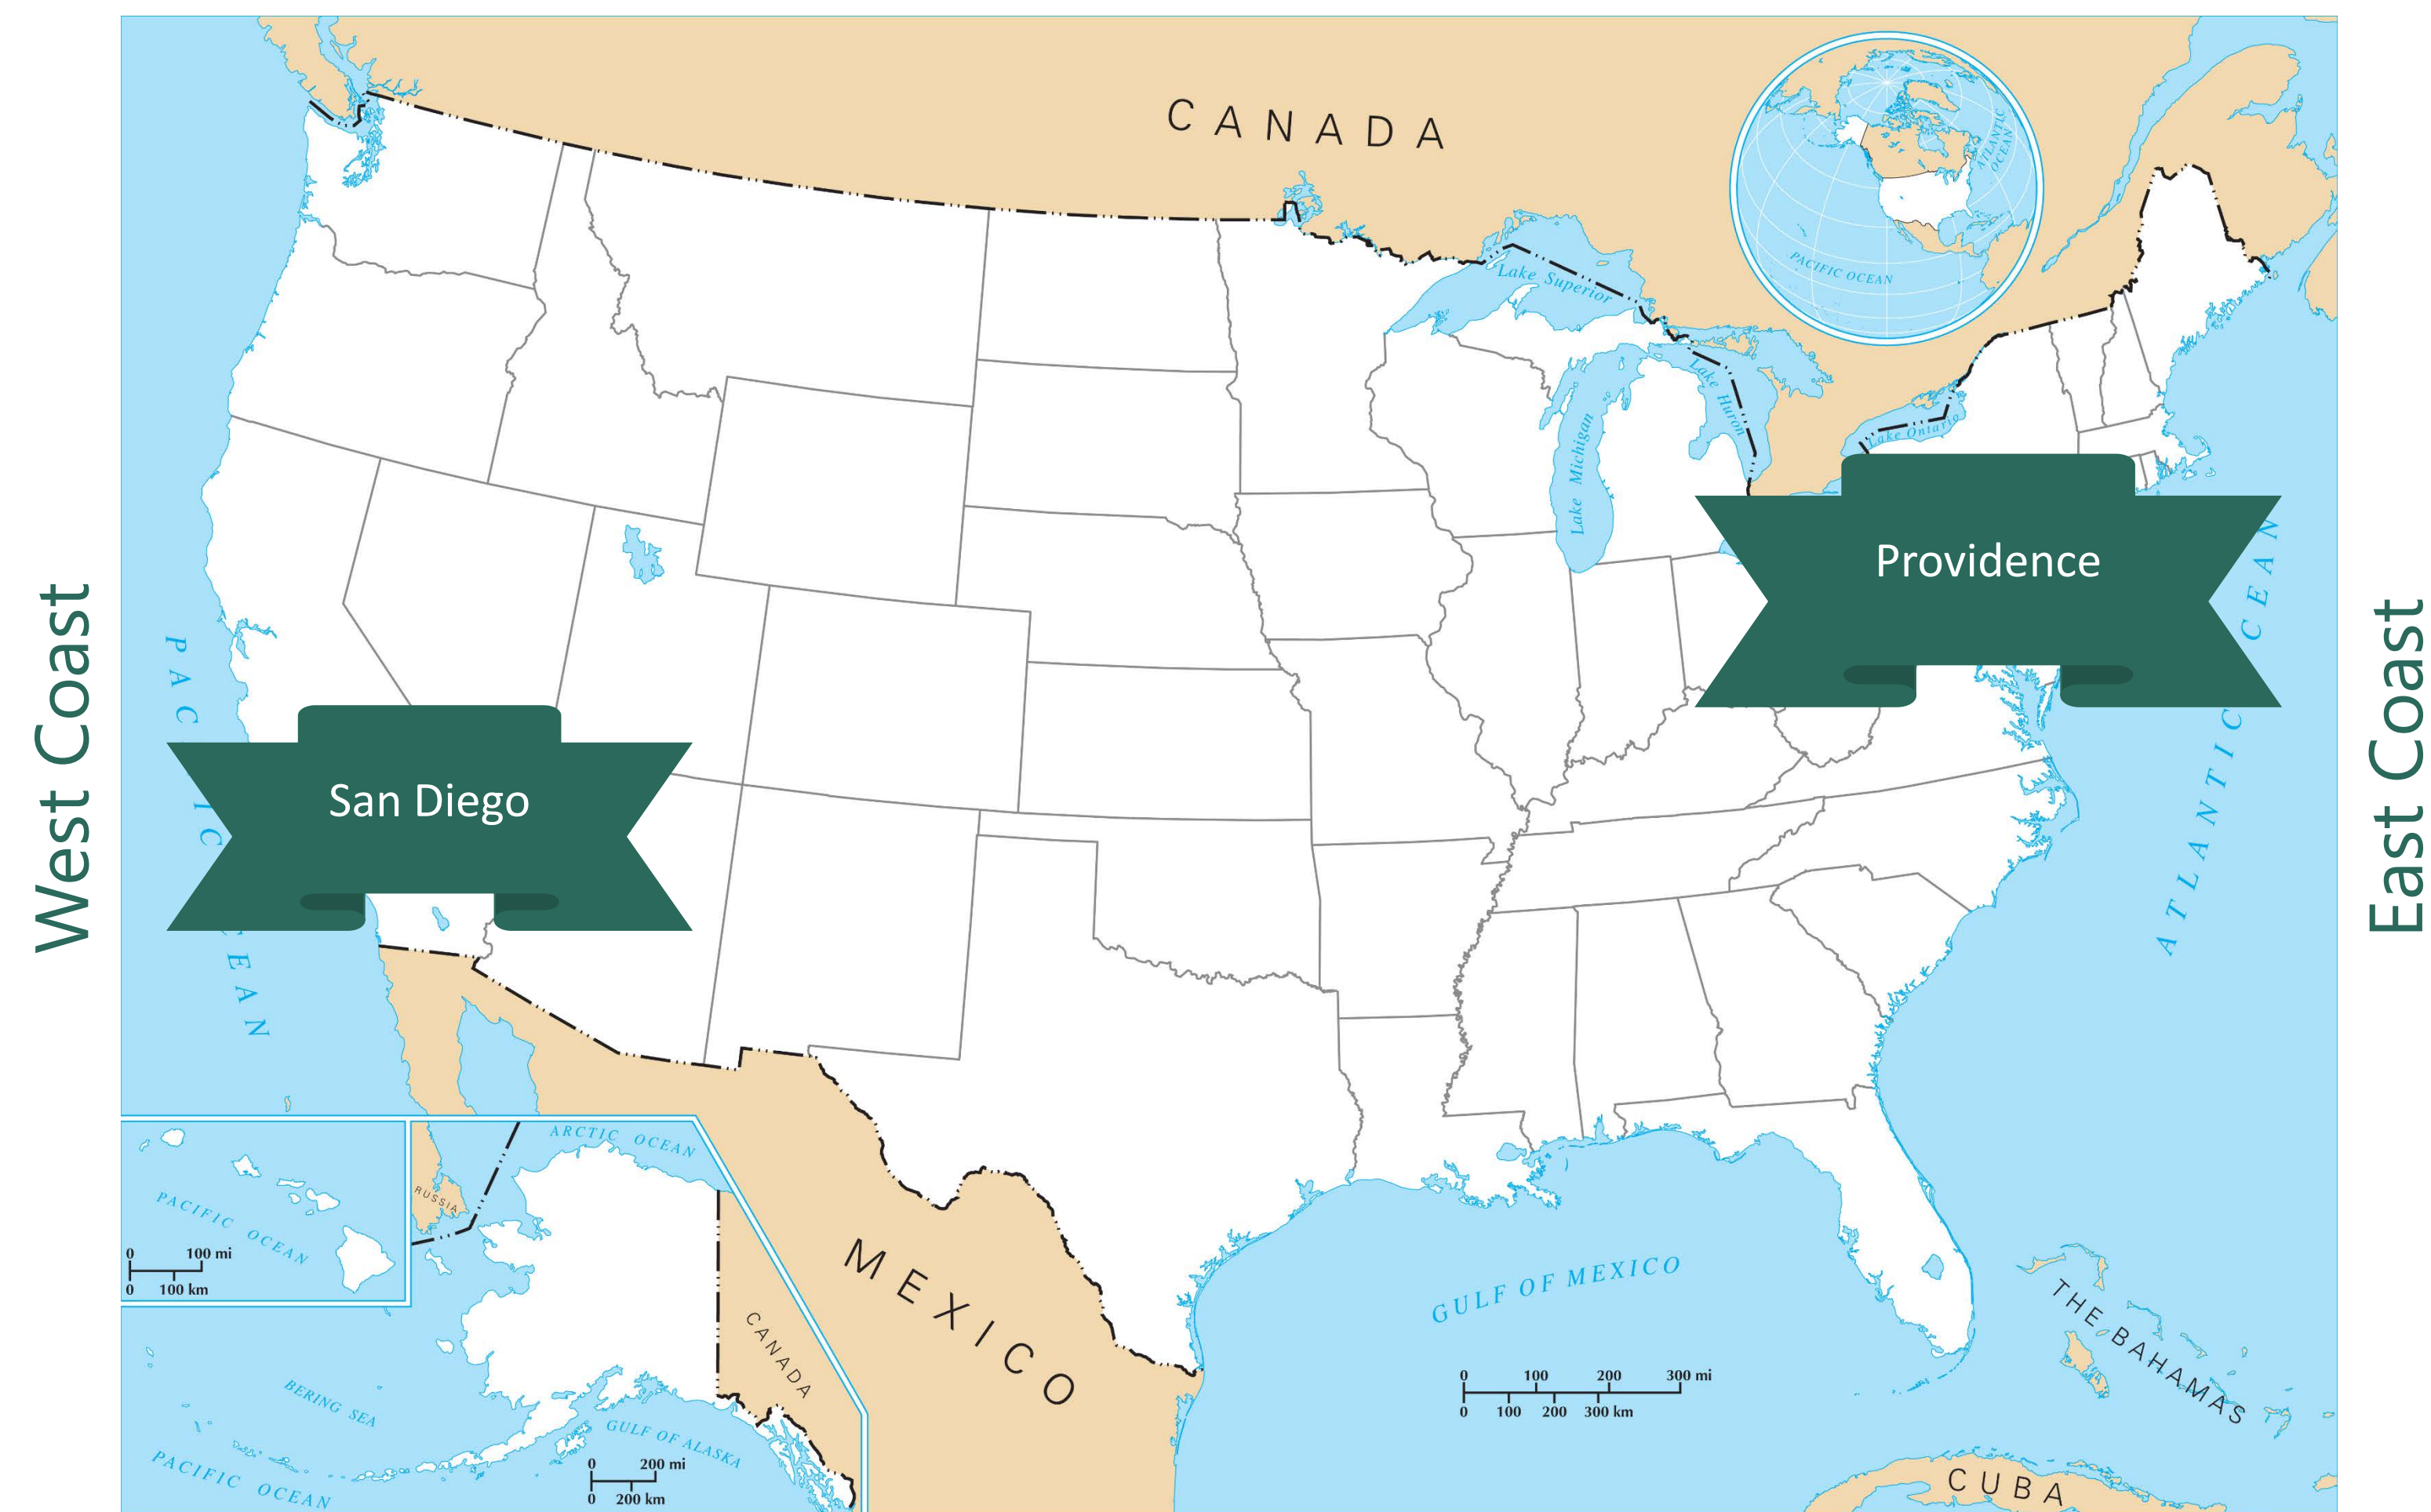 CANADA
ATLANTIC
OCEAN
PACIFIC OCEAN
Lake Superior
Lake Huron
Lake Michigan
Lake Ontario
West Coast
East Coast
Providence
San Diego
PAC IC
EAN
ATLANTIC CEAN
ARCTIC OCEAN
RUSSIA
PACIFIC
OCEAN
0 100 mi
0 100 km
MEXICO
CANADA
GULF OF MEXICO
THE BAHAMAS
0 100 200 300 mi
0 100 200 300 km
BERING SEA
GULF OF ALASKA
PACIFIC OCEAN
0 200 mi
0 200 km
CUBA